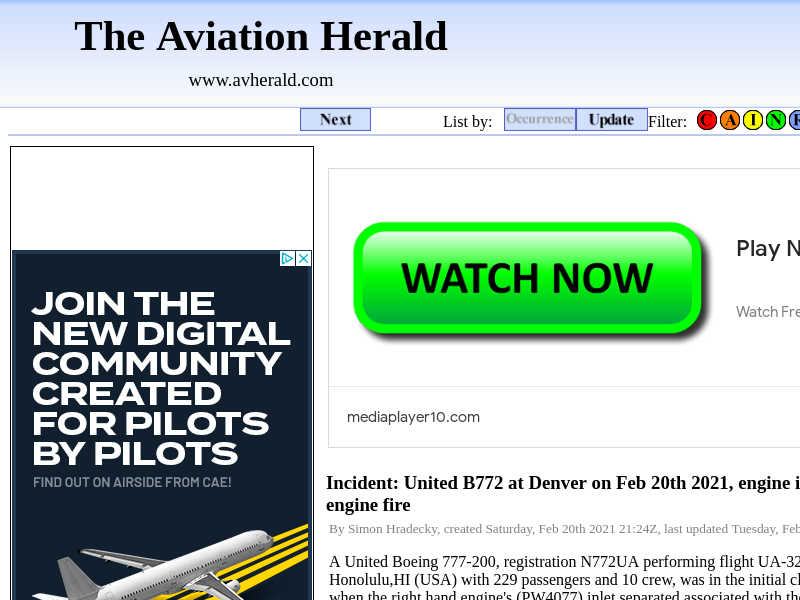 The Aviation Herald
www.avherald.com
Next
List by:
Occurrence
Update
Filter:
C A I N
JOIN THE
NEW DIGITAL
COMMUNITY
CREATED
FOR PILOTS
BY PILOTS
FIND OUT ON AIRSIDE FROM CAE!
WATCH NOW
Play N
Watch Fre
mediaplayer10.com
Incident: United B772 at Denver on Feb 20th 2021, engine i
engine fire
By Simon Hradecky, created Saturday, Feb 20th 2021 21:24Z, last updated Tuesday, Feb
A United Boeing 777-200, registration N772UA performing flight UA-32
Honolulu,HI (USA) with 229 passengers and 10 crew, was in the initial cl
when the right hand engine's (PW4077) inlet separated associated with the